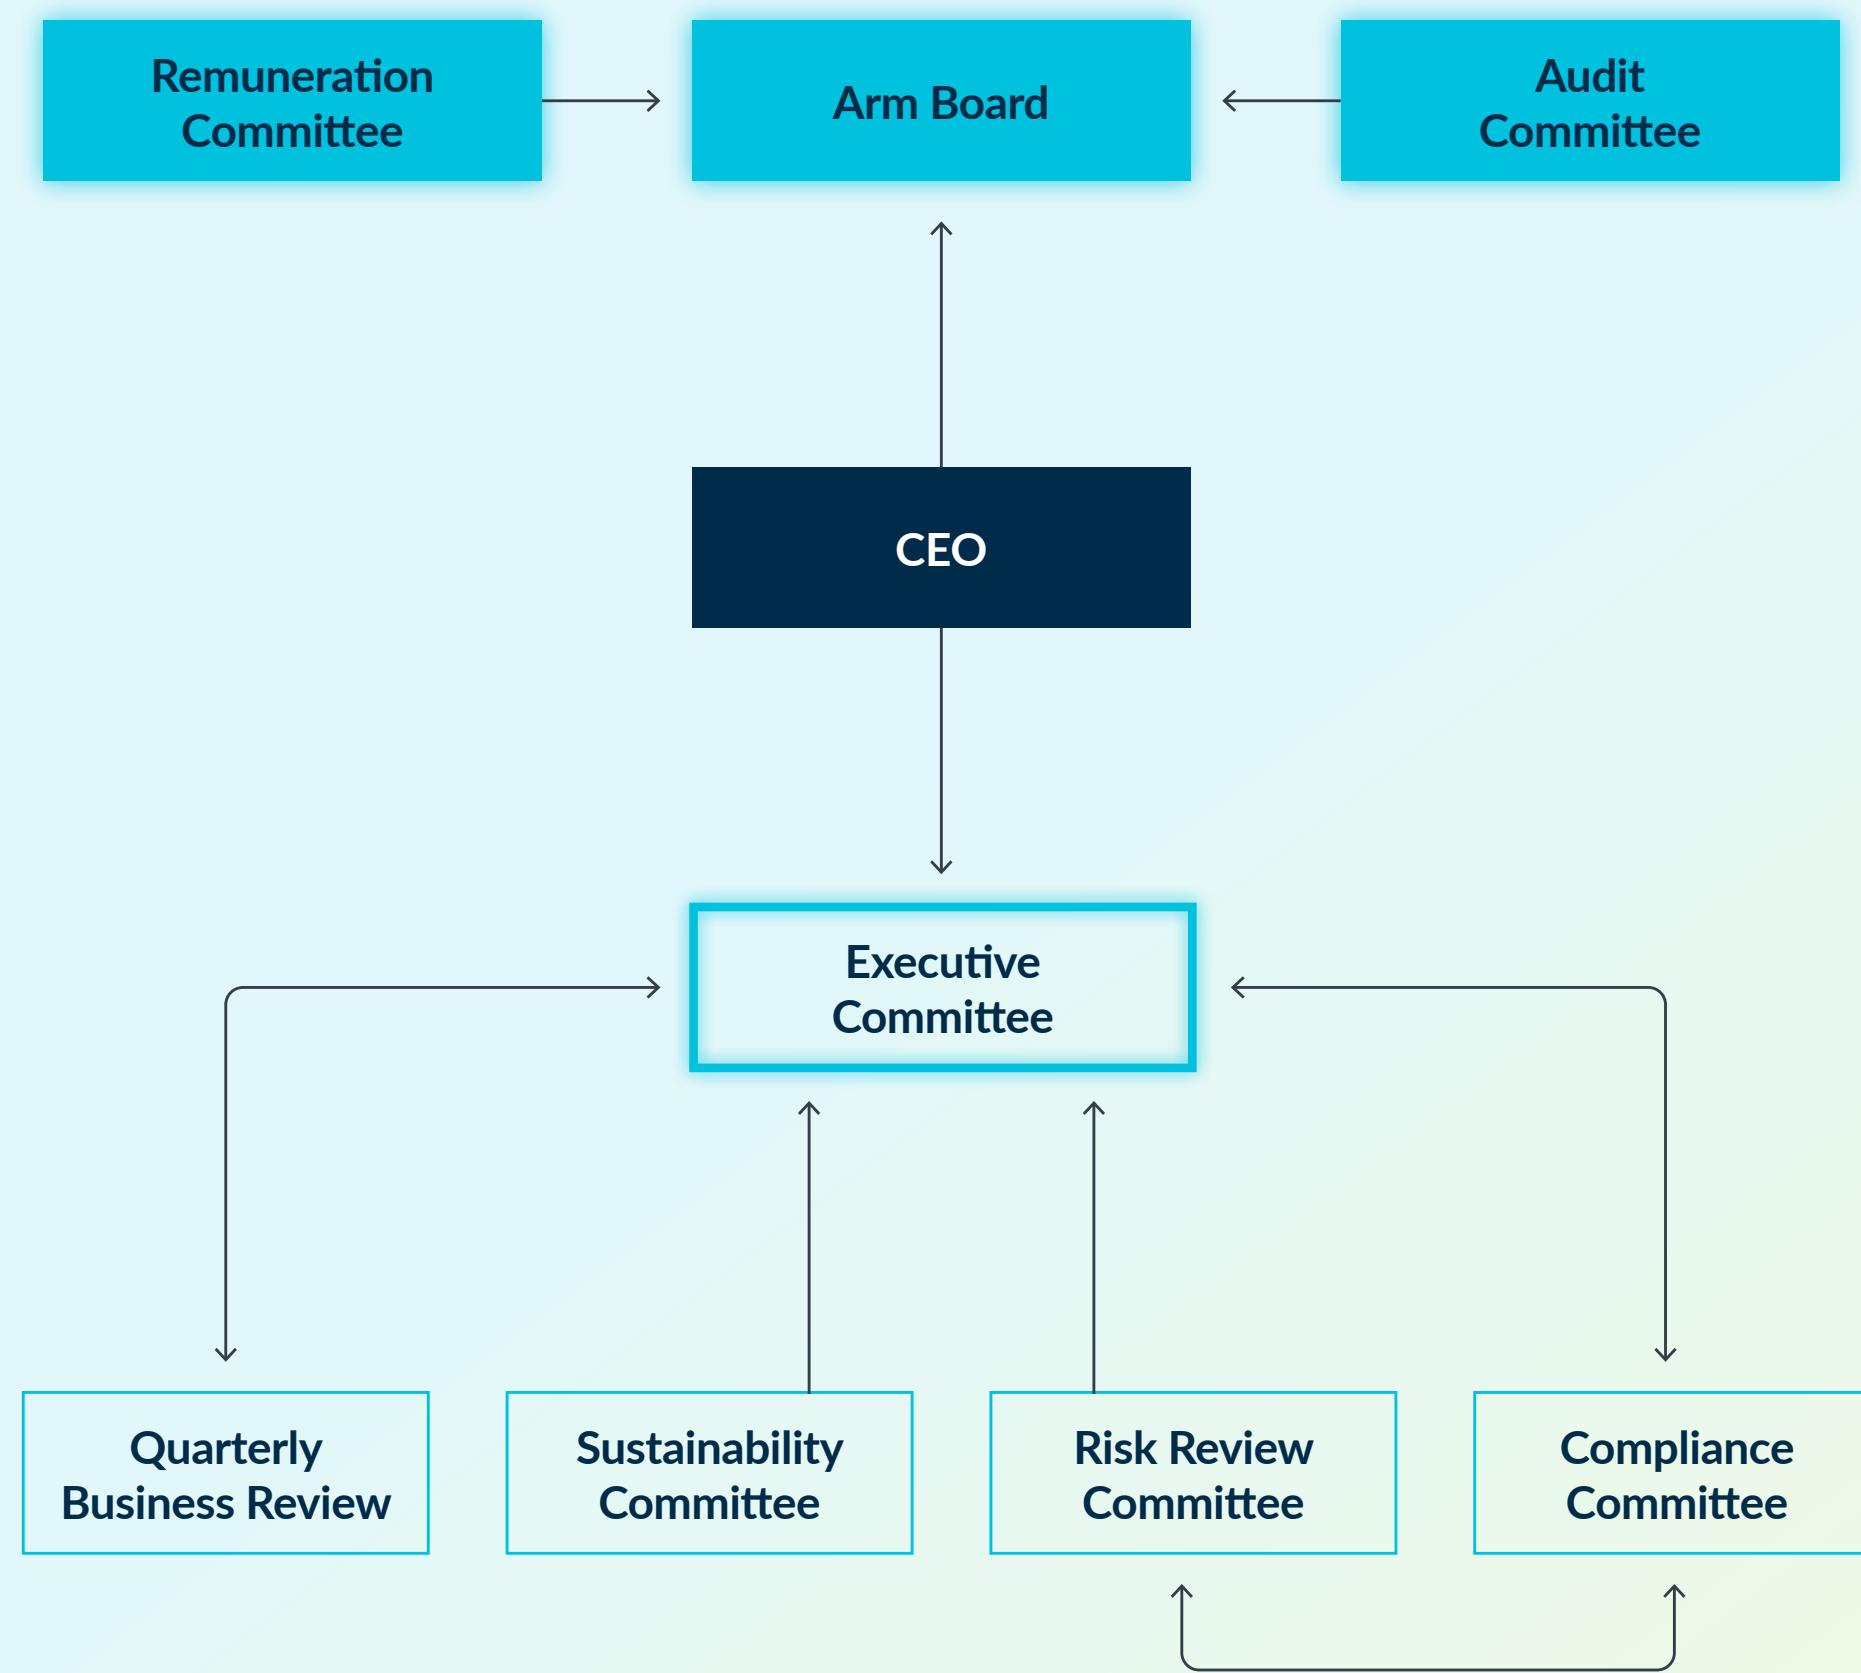 Remuneration
Committee
Arm Board
Audit
Committee
CEO
Executive
Committee
Quarterly
Business Review
Sustainability
Committee
Risk Review
Committee
Compliance
Committee